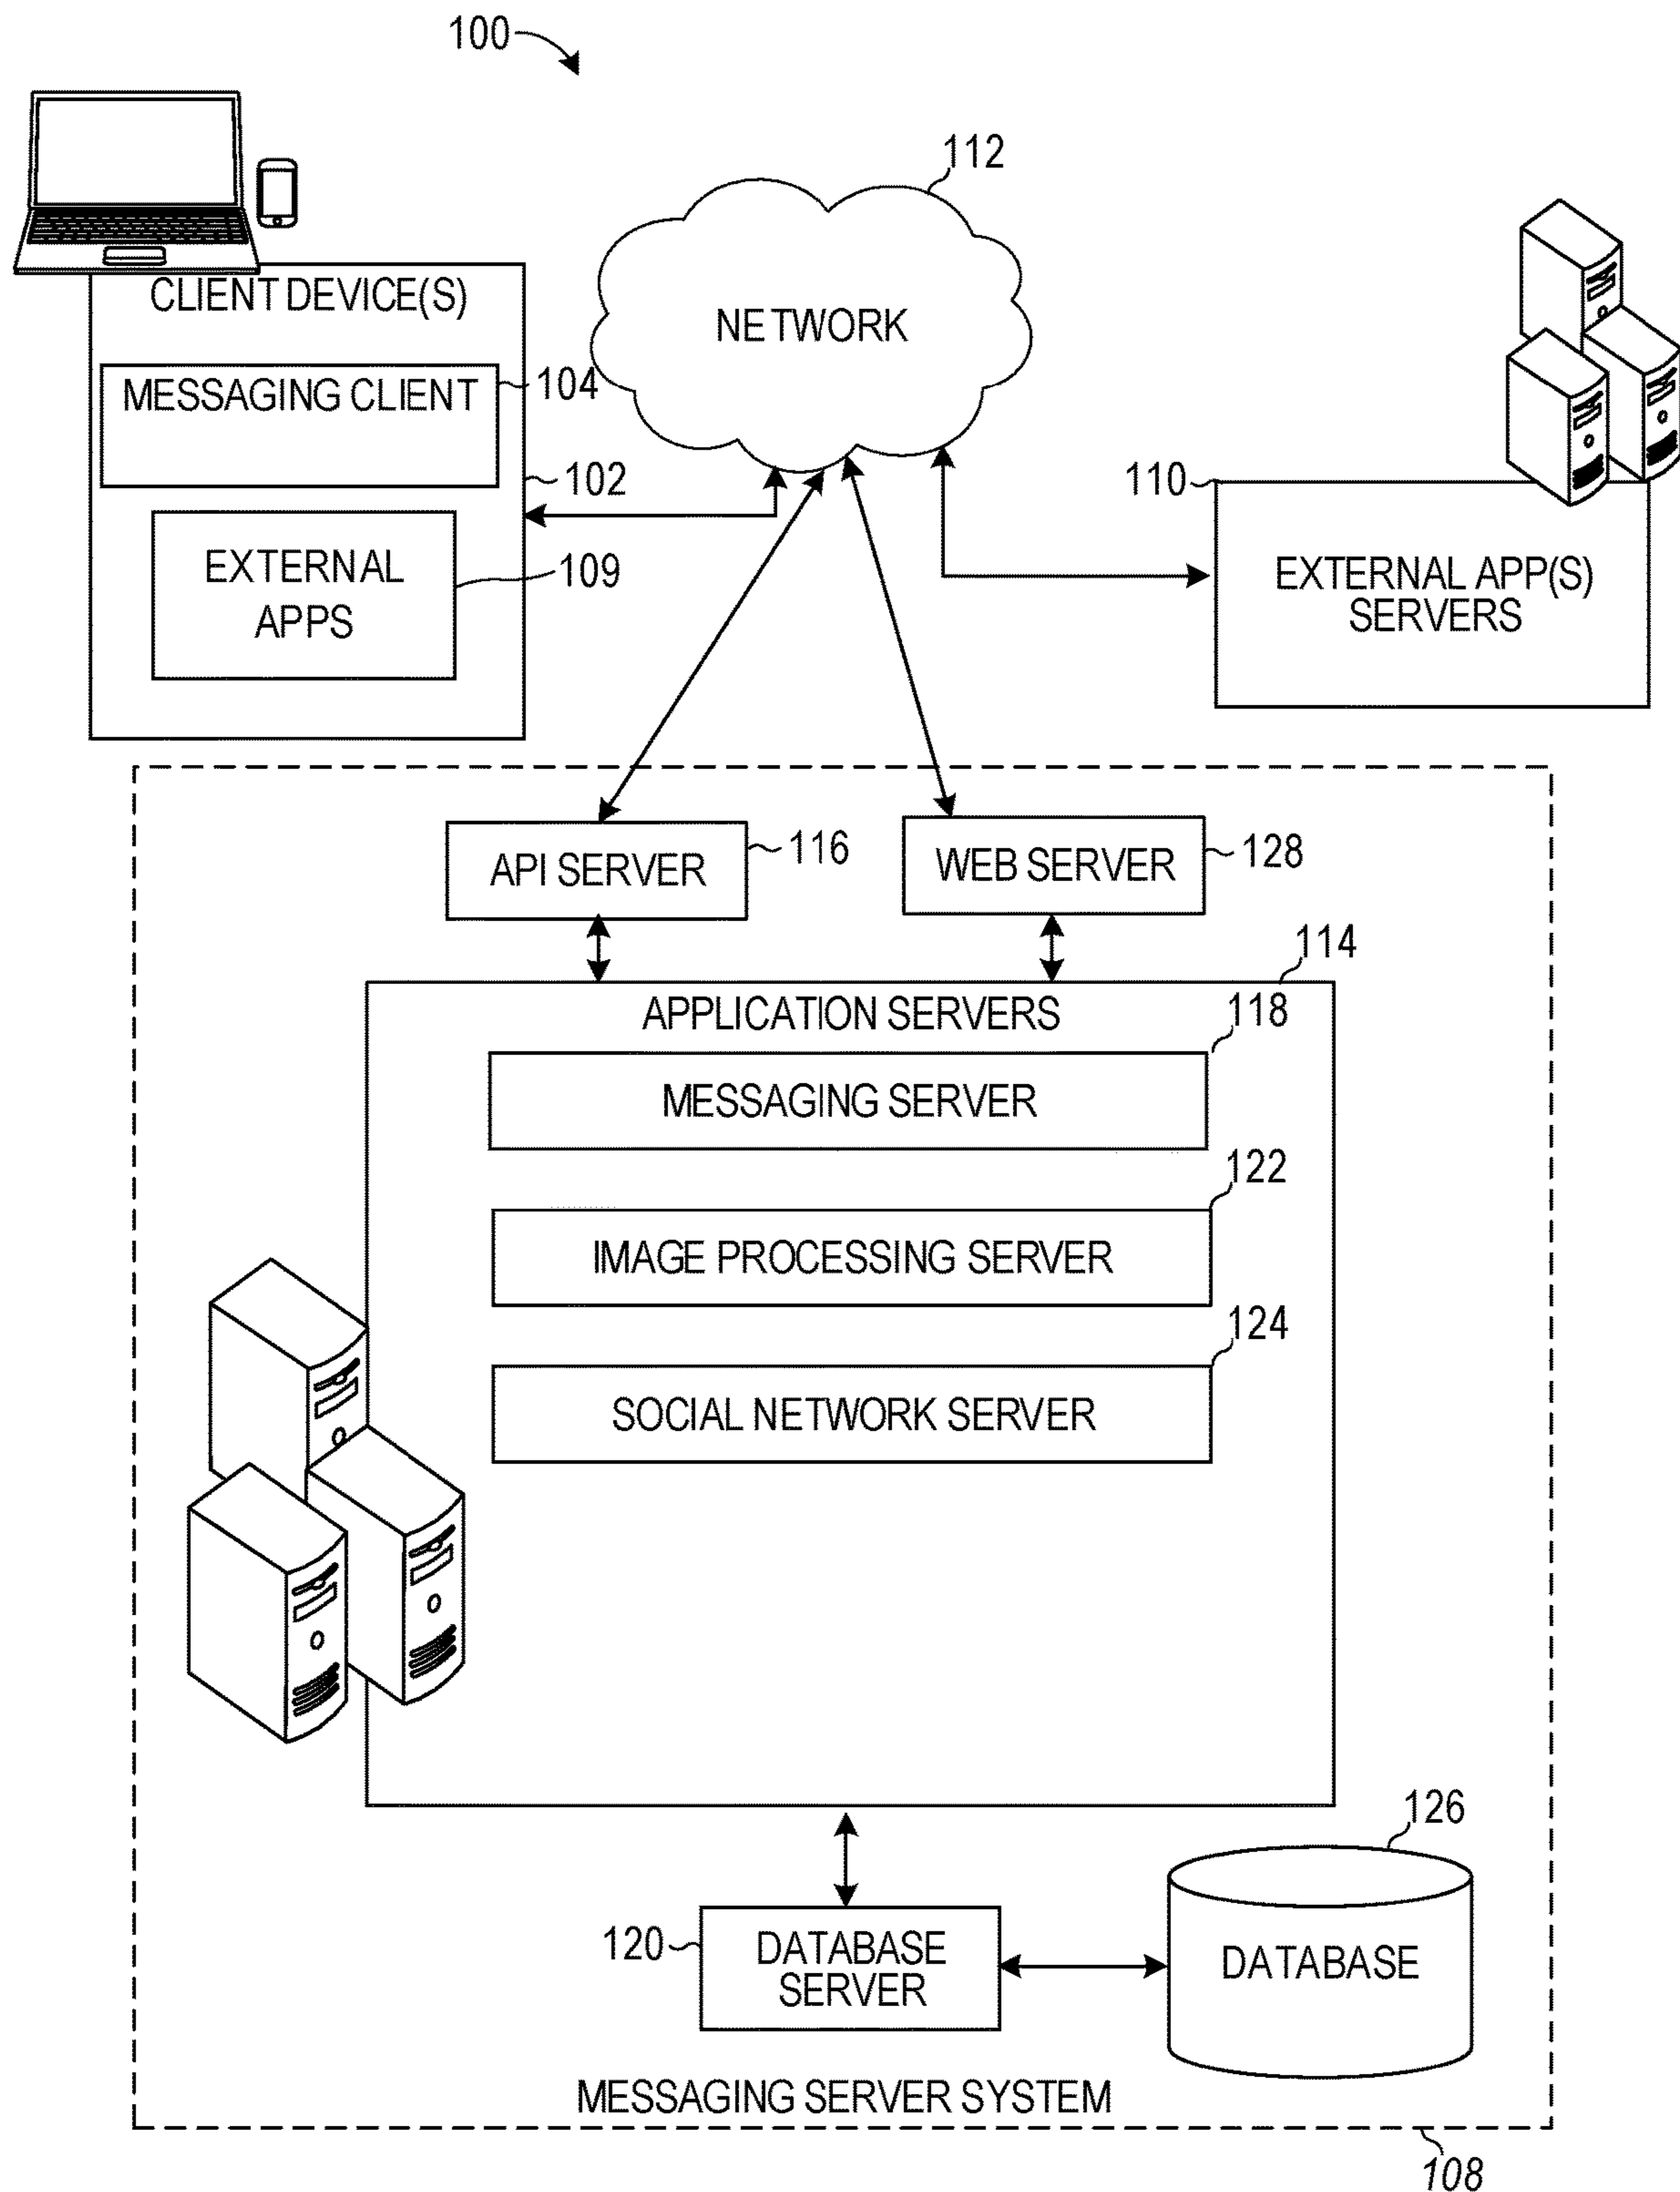 100
112
CLIENT DEVICE(S)
NETWORK
MESSAGING CLIENT
104
102
110
EXTERNAL
APPS
109
EXTERNAL APP(S)
SERVERS
API SERVER
116
WEB SERVER
128
114
APPLICATION SERVERS
118
MESSAGING SERVER
122
IMAGE PROCESSING SERVER
124
SOCIAL NETWORK SERVER
126
120
DATABASE
SERVER
DATABASE
MESSAGING SERVER SYSTEM
108